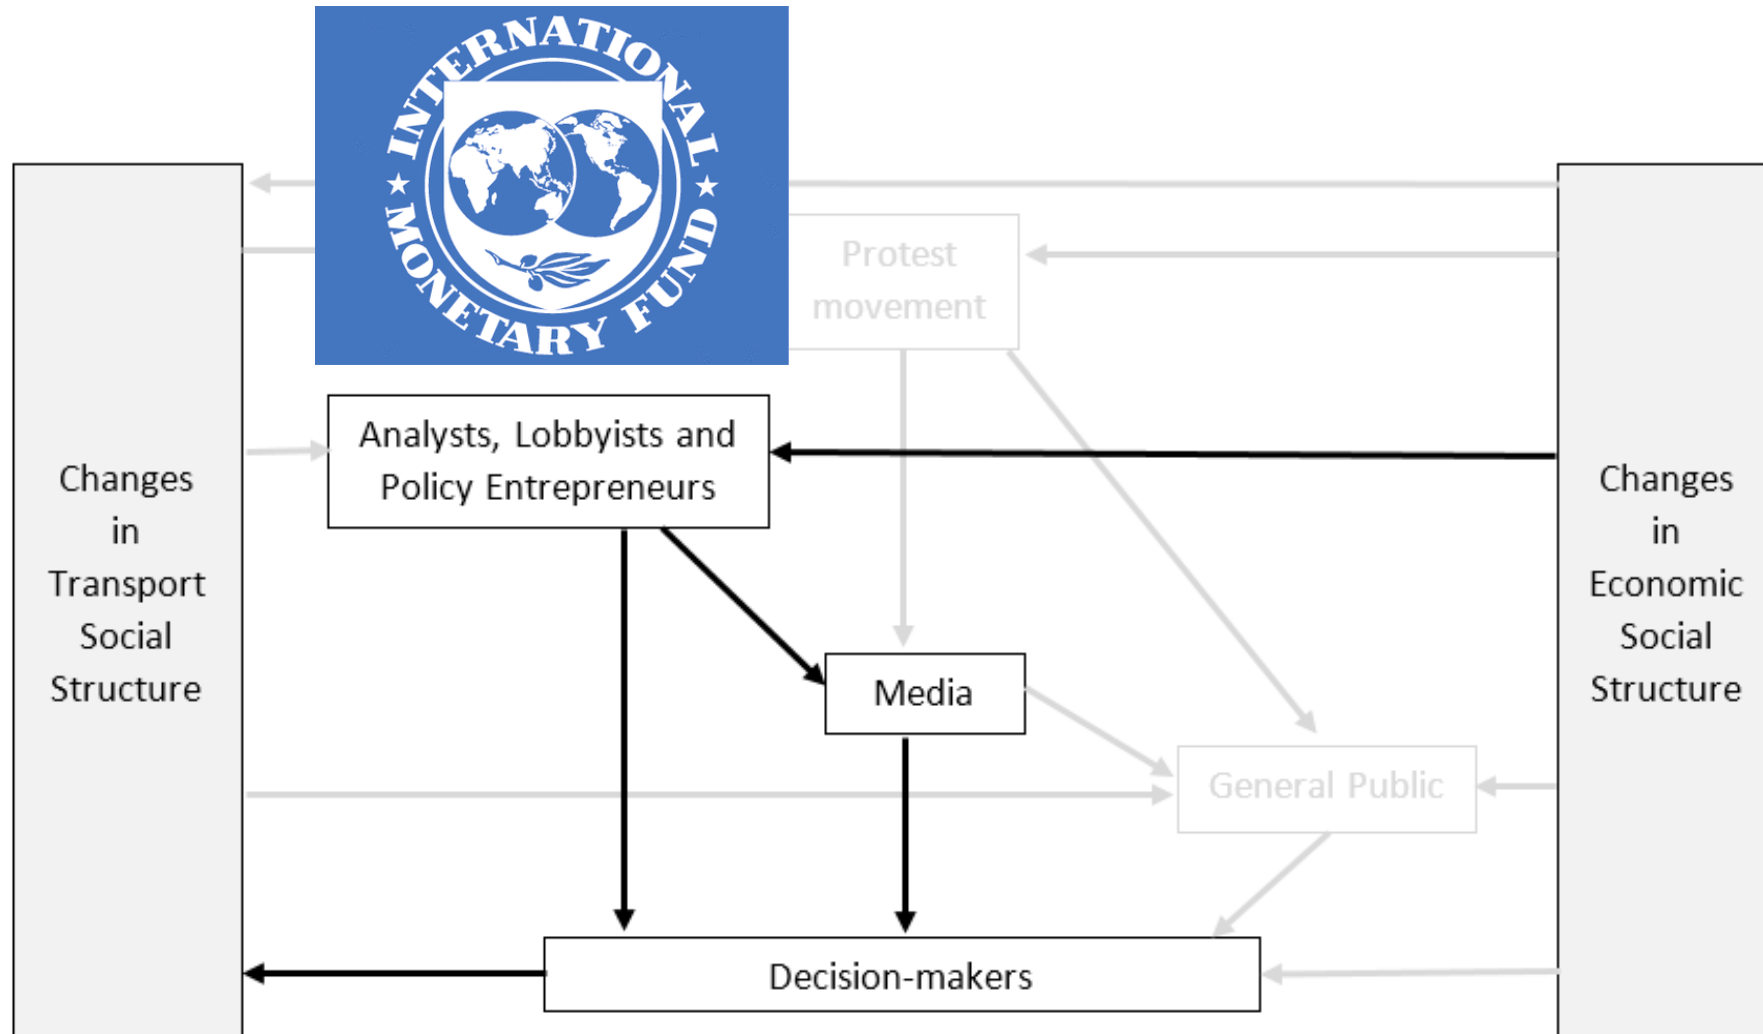 INTERNATIONAL
MONETARY FUND
Protest
movement
Analysts, Lobbyists and
Policy Entrepreneurs
Changes
in
Transport
Social
Structure
Changes
in
Economic
Social
Structure
Media
General Public
Decision-makers